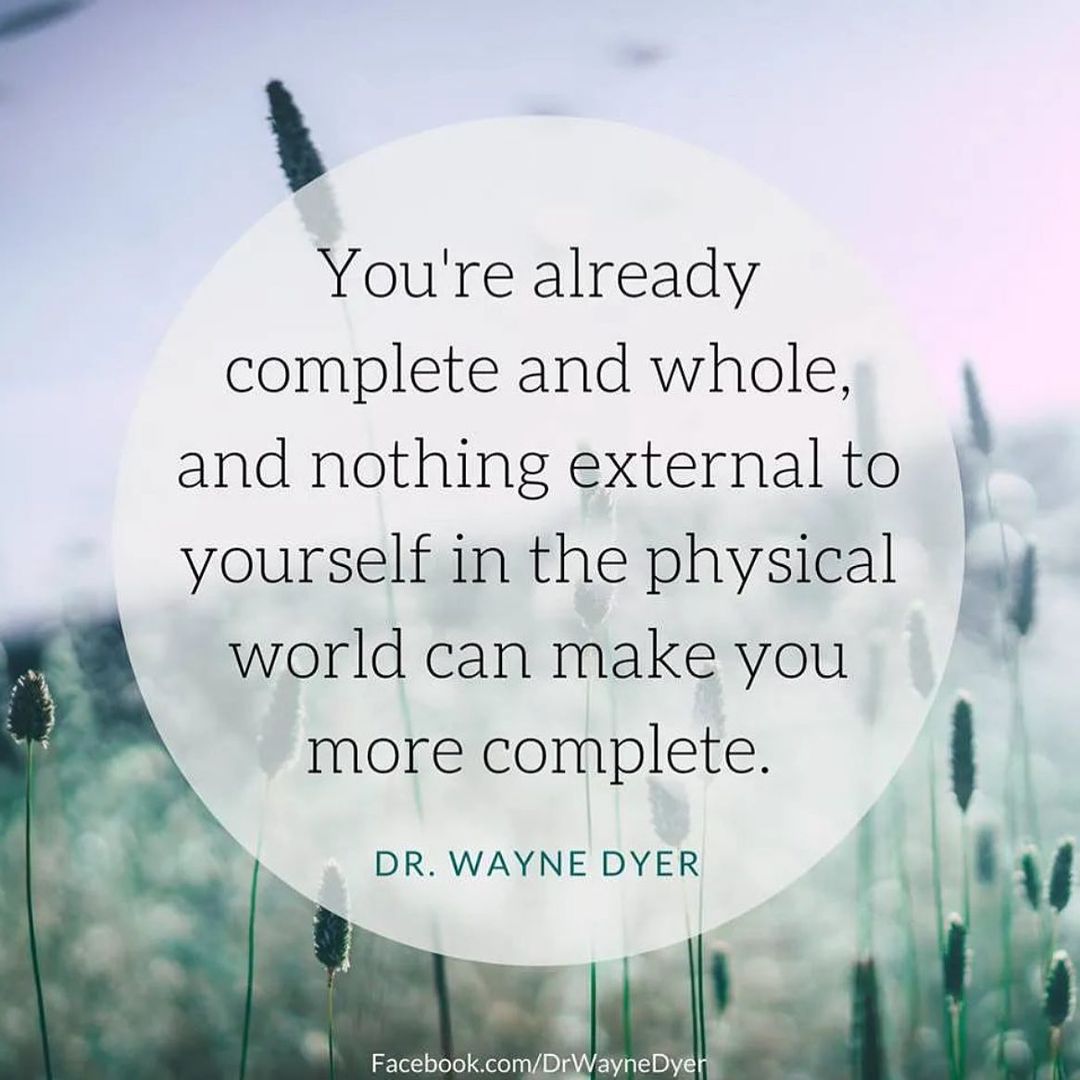 You're already
complete and whole,
and nothing external to
yourself in the physical
world can make you
more complete.
DR. WAYNE DYER
Facebook.com/DrWayneDyer